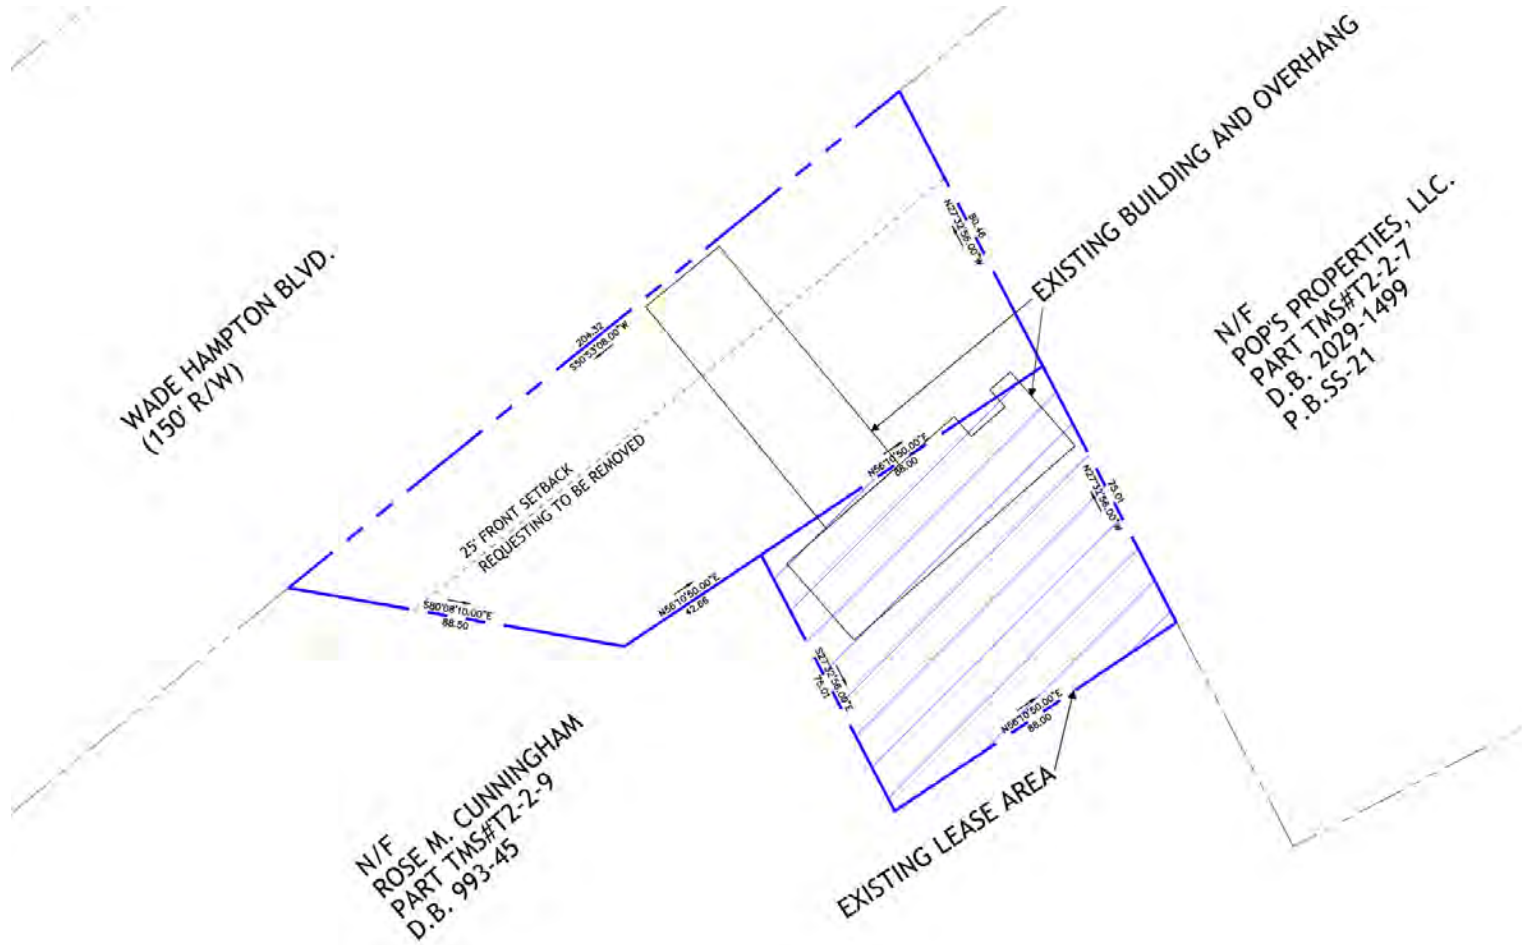 WADE HAMPTON BLVD.
(150' R/W)
204.32
S50°53'08.00"W
25' FRONT SETBACK
REQUESTING TO BE REMOVED
EXISTING BUILDING AND OVERHANG
80.46
N27°32'56.00"W
N/F
POP'S PROPERTIES, LLC.
PART TMS#T2-2-7
D.B. 2029-1499
P.B.SS-21
N56°10'50.00"E
88.00
75.01
N27°32'56.00"W
S80°08'10.00"E
88.50
N56°10'50.00"E
42.66
S27°32'56.00"E
75.01
N56°10'50.00"E
88.00
EXISTING LEASE AREA
N/F
ROSE M. CUNNINGHAM
PART TMS#T2-2-9
D.B. 993-45